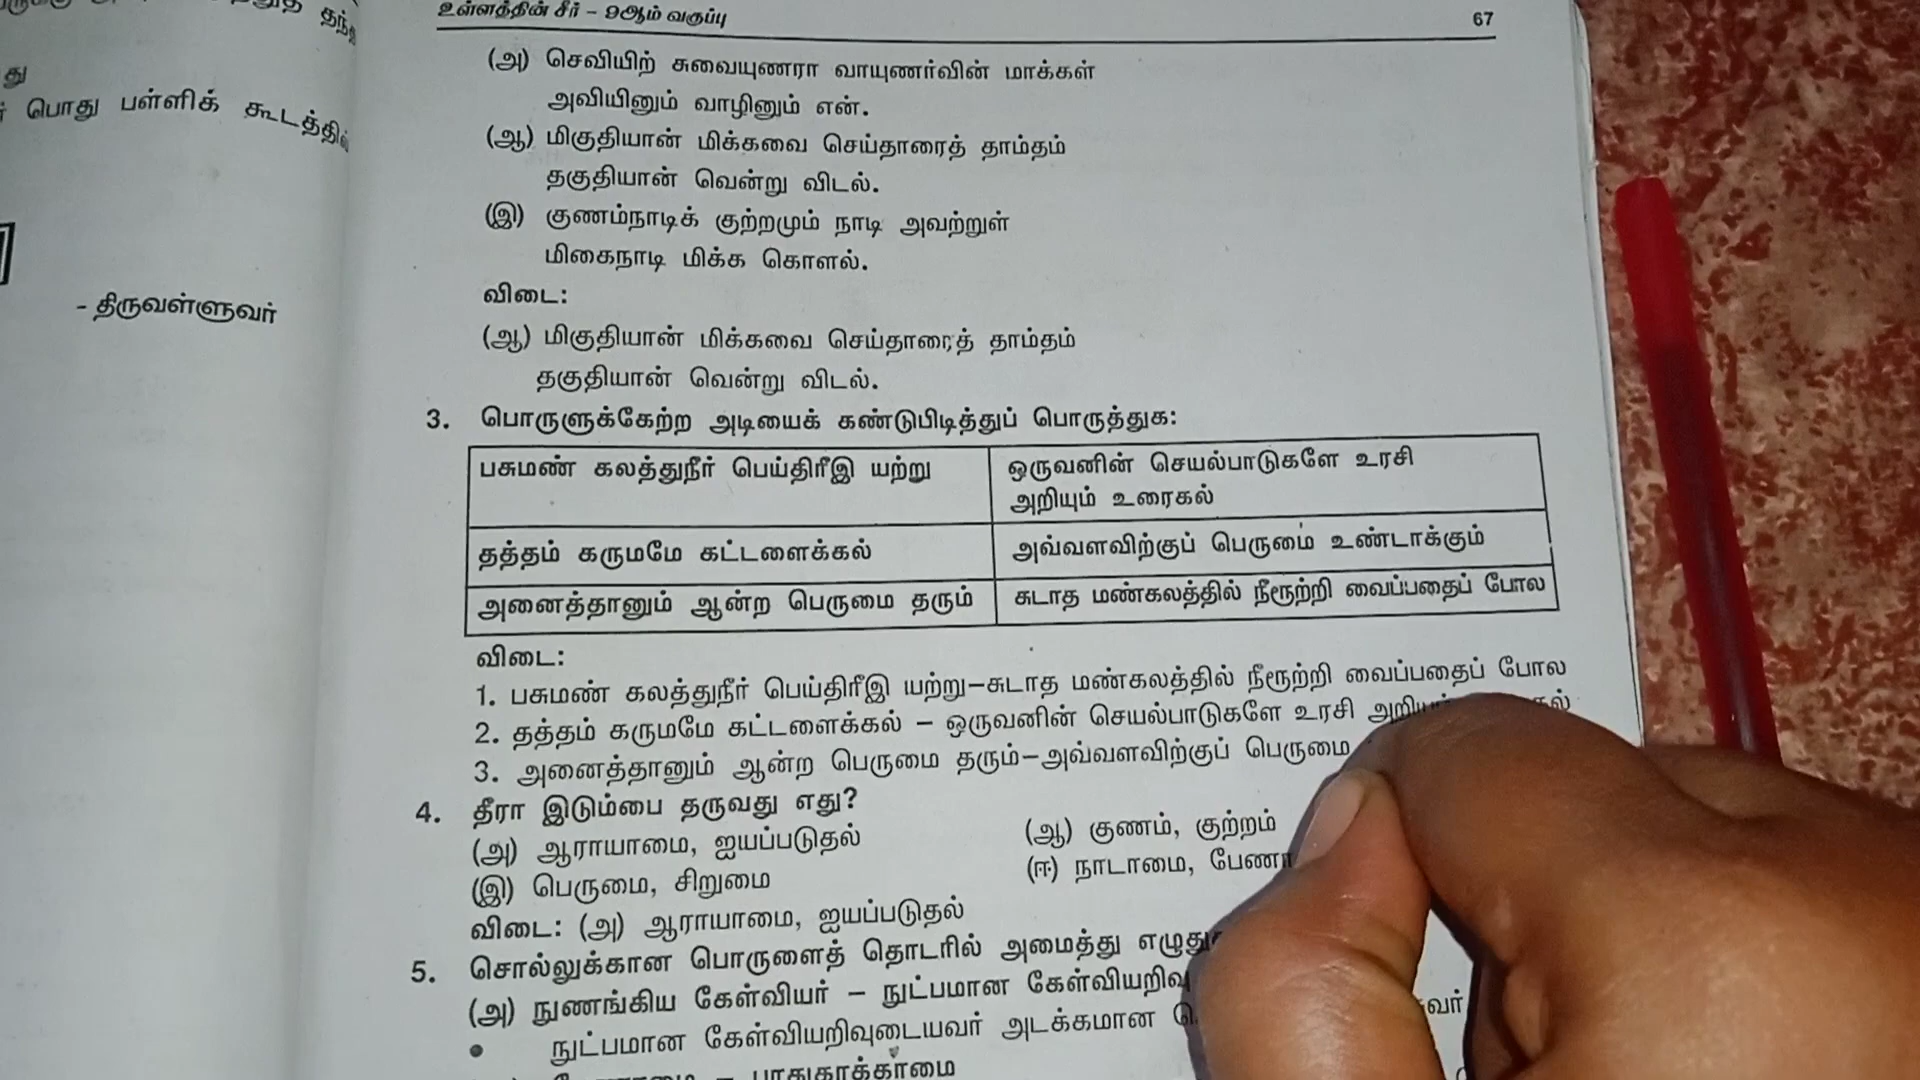 து
பொது பள்ளிக் கூடத்தில்
- திருவள்ளுவர்
உள்ளத்தின் சீர் – 9ஆம் வகுப்பு 67
(அ) செவியிற் சுவையுணரா வாயுணர்வின் மாக்கள்
அவியினும் வாழினும் என்.
(ஆ) மிகுதியான் மிக்கவை செய்தாரைத் தாம்தம்
தகுதியான் வென்று விடல்.
(இ) குணம்நாடிக் குற்றமும் நாடி அவற்றுள்
மிகைநாடி மிக்க கொளல்.
விடை:
(ஆ) மிகுதியான் மிக்கவை செய்தாரைத் தாம்தம்
தகுதியான் வென்று விடல்.
3. பொருளுக்கேற்ற அடியைக் கண்டுபிடித்துப் பொருத்துக:
பசுமண் கலத்துநீர் பெய்திரீஇ யற்று ஒருவனின் செயல்பாடுகளே உரசி
அறியும் உரைகல்
தத்தம் கருமமே கட்டளைக்கல் அவ்வளவிற்குப் பெருமை உண்டாக்கும்
அனைத்தானும் ஆன்ற பெருமை தரும் சுடாத மண்கலத்தில் நீரூற்றி வைப்பதைப் போல
விடை:
1. பசுமண் கலத்துநீர் பெய்திரீஇ யற்று–சுடாத மண்கலத்தில் நீரூற்றி வைப்பதைப் போல
2. தத்தம் கருமமே கட்டளைக்கல் – ஒருவனின் செயல்பாடுகளே உரசி
3. அனைத்தானும் ஆன்ற பெருமை தரும்–அவ்வளவிற்குப் பெருமை
4. தீரா இடும்பை தருவது எது?
(அ) ஆராயாமை, ஐயப்படுதல் (ஆ) குணம், குற்றம்
(இ) பெருமை, சிறுமை (ஈ) நாடாமை,
விடை: (அ) ஆராயாமை, ஐயப்படுதல்
5. சொல்லுக்கான பொருளைத் தொடரில் அமைத்து
(அ) நுணங்கிய கேள்வியர் – நுட்பமான
• நுட்பமான கேள்வியறிவுடையவர் அடக்கமான
– பாதுகாக்காமை